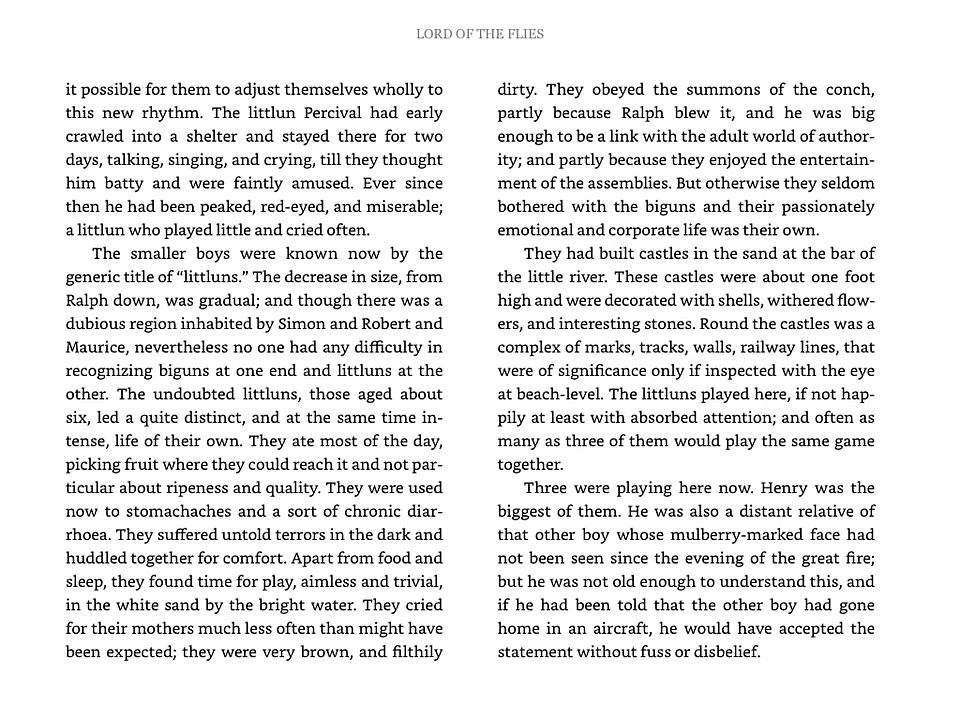 LORD OF THE FLIES
it possible for them to adjust themselves wholly to
this new rhythm. The littlun Percival had early
crawled into a shelter and stayed there for two
days, talking, singing, and crying, till they thought
him batty and were faintly amused. Ever since
then he had been peaked, red-eyed, and miserable;
a littlun who played little and cried often.
The smaller boys were known now by the
generic title of “littluns.” The decrease in size, from
Ralph down, was gradual; and though there was a
dubious region inhabited by Simon and Robert and
Maurice, nevertheless no one had any difficulty in
recognizing biguns at one end and littluns at the
other. The undoubted littluns, those aged about
six, led a quite distinct, and at the same time in-
tense, life of their own. They ate most of the day,
picking fruit where they could reach it and not par-
ticular about ripeness and quality. They were used
now to stomachaches and a sort of chronic diar-
rhoea. They suffered untold terrors in the dark and
huddled together for comfort. Apart from food and
sleep, they found time for play, aimless and trivial,
in the white sand by the bright water. They cried
for their mothers much less often than might have
been expected; they were very brown, and filthily
dirty. They obeyed the summons of the conch,
partly because Ralph blew it, and he was big
enough to be a link with the adult world of author-
ity; and partly because they enjoyed the entertain-
ment of the assemblies. But otherwise they seldom
bothered with the biguns and their passionately
emotional and corporate life was their own.
They had built castles in the sand at the bar of
the little river. These castles were about one foot
high and were decorated with shells, withered flow-
ers, and interesting stones. Round the castles was a
complex of marks, tracks, walls, railway lines, that
were of significance only if inspected with the eye
at beach-level. The littluns played here, if not hap-
pily at least with absorbed attention; and often as
many as three of them would play the same game
together.
Three were playing here now. Henry was the
biggest of them. He was also a distant relative of
that other boy whose mulberry-marked face had
not been seen since the evening of the great fire;
but he was not old enough to understand this, and
if he had been told that the other boy had gone
home in an aircraft, he would have accepted the
statement without fuss or disbelief.